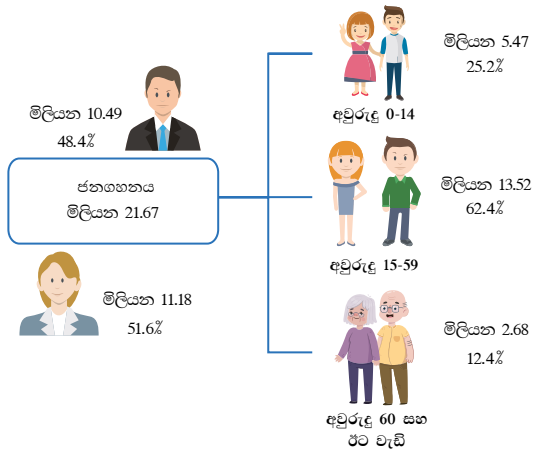 මිලියන 10.49
48.4%
ජනගහනය
මිලියන 21.67
මිලියන 11.18
51.6%
මිලියන 5.47
25.2%
අවුරුදු 0-14
මිලියන 13.52
62.4%
අවුරුදු 15-59
මිලියන 2.68
12.4%
අවුරුදු 60 සහ
ඊට වැඩි